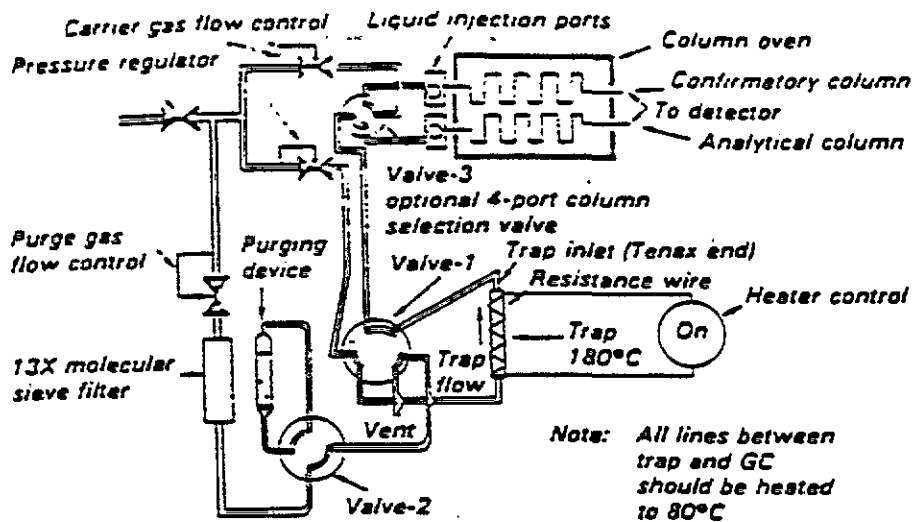 Carrier gas flow control
Pressure regulator
Liquid injection ports
Column oven
Confirmatory column
To detector
Analytical column
Valve-3
optional 4-port column
selection valve
Purge gas
flow control
Purging
device
Valve-1
Trap inlet (Tenax end)
Resistance wire
Heater control
On
Trap
180°C
Trap
flow
13X molecular
sieve filter
Vent
Valve-2
Note: All lines between
trap and GC
should be heated
to 80°C